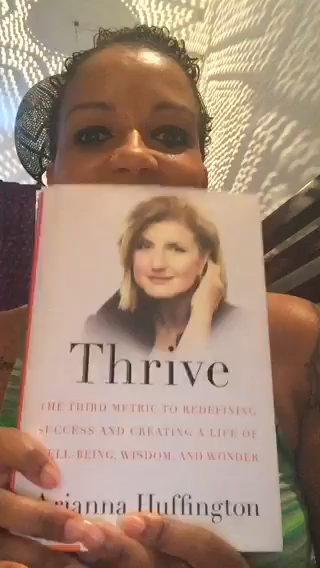 Thrive
THE THIRD METRIC TO REDEFINING
SUCCESS AND CREATING A LIFE OF
WELL-BEING, WISDOM, AND WONDER
Arianna Huffington